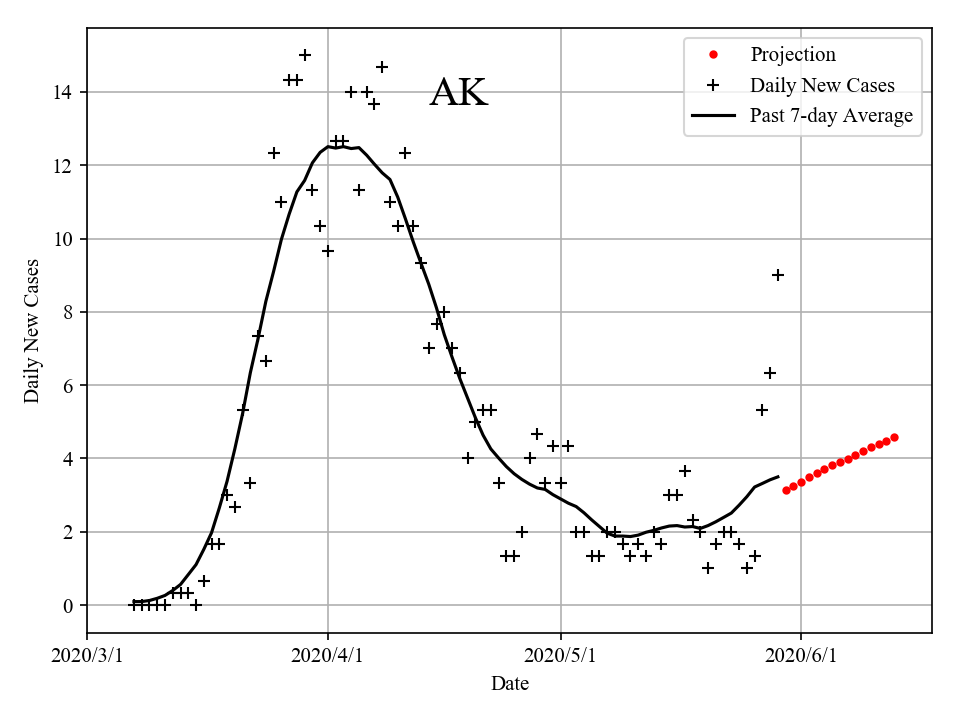 AK
Projection
Daily New Cases
Past 7-day Average
Daily New Cases
14
12
10
8
6
4
2
0
2020/3/1 2020/4/1 2020/5/1 2020/6/1
Date